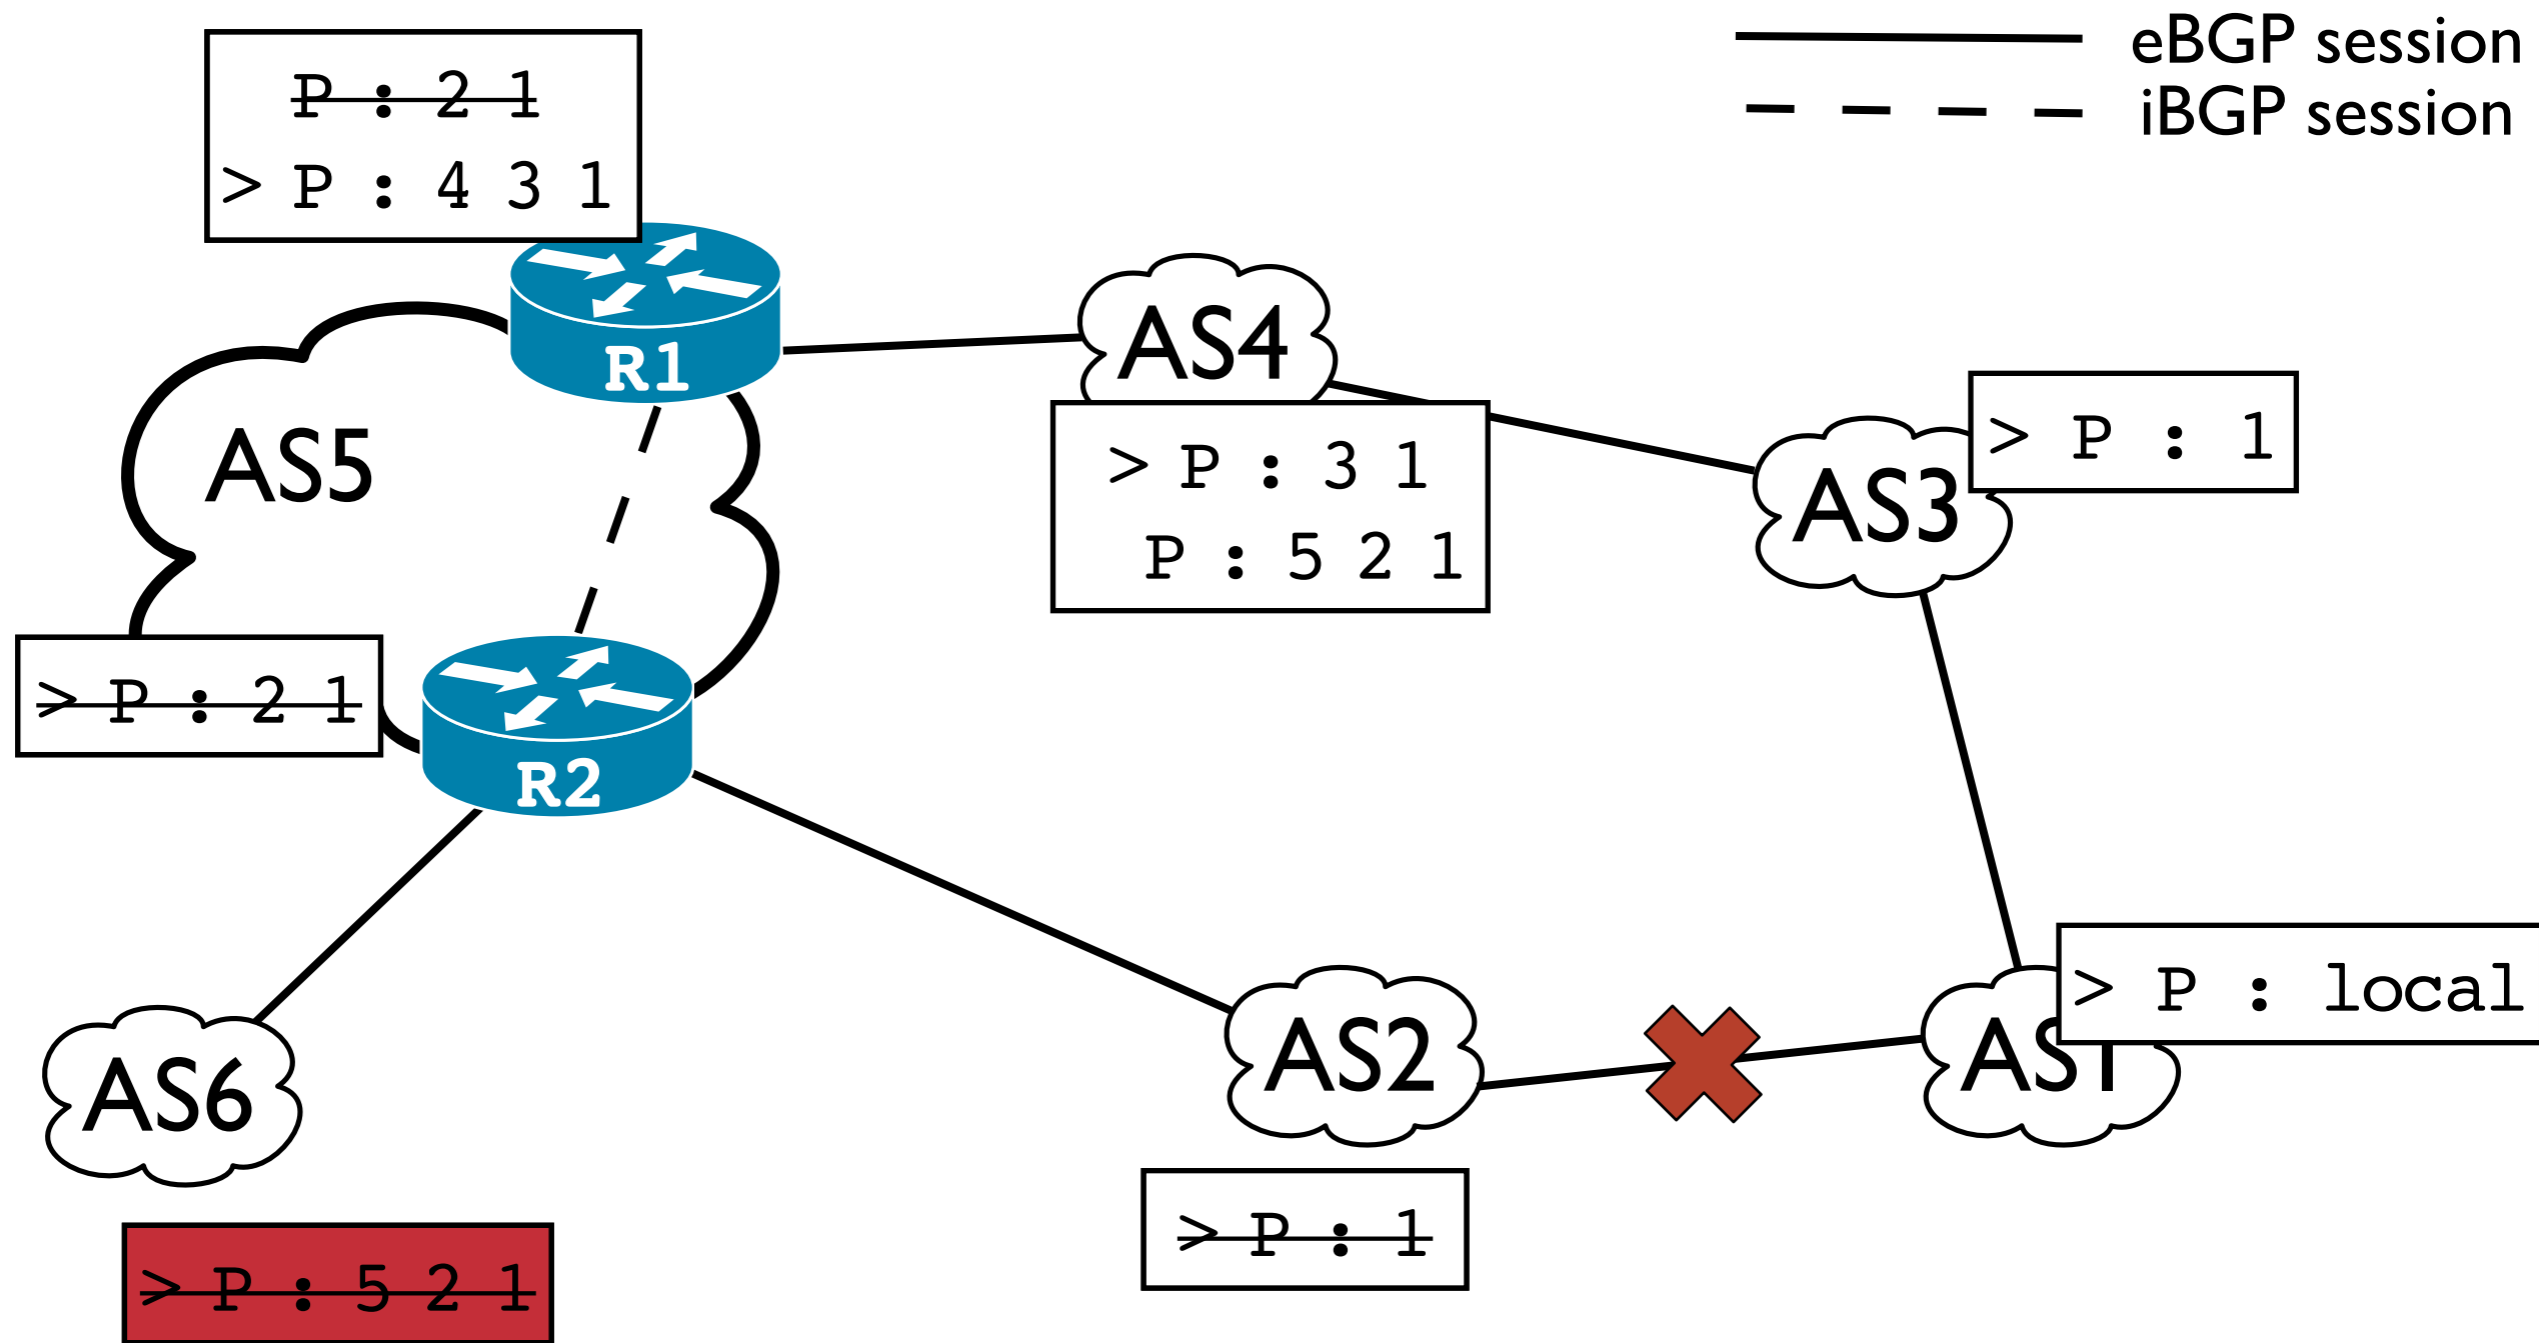 eBGP session
iBGP session
P : 2 1
> P : 4 3 1
R1
AS4
AS5
> P : 3 1
P : 5 2 1
> P : 1
AS3
> P : 2 1
R2
> P : local
AS1
AS2
AS6
> P : 1
> P : 5 2 1